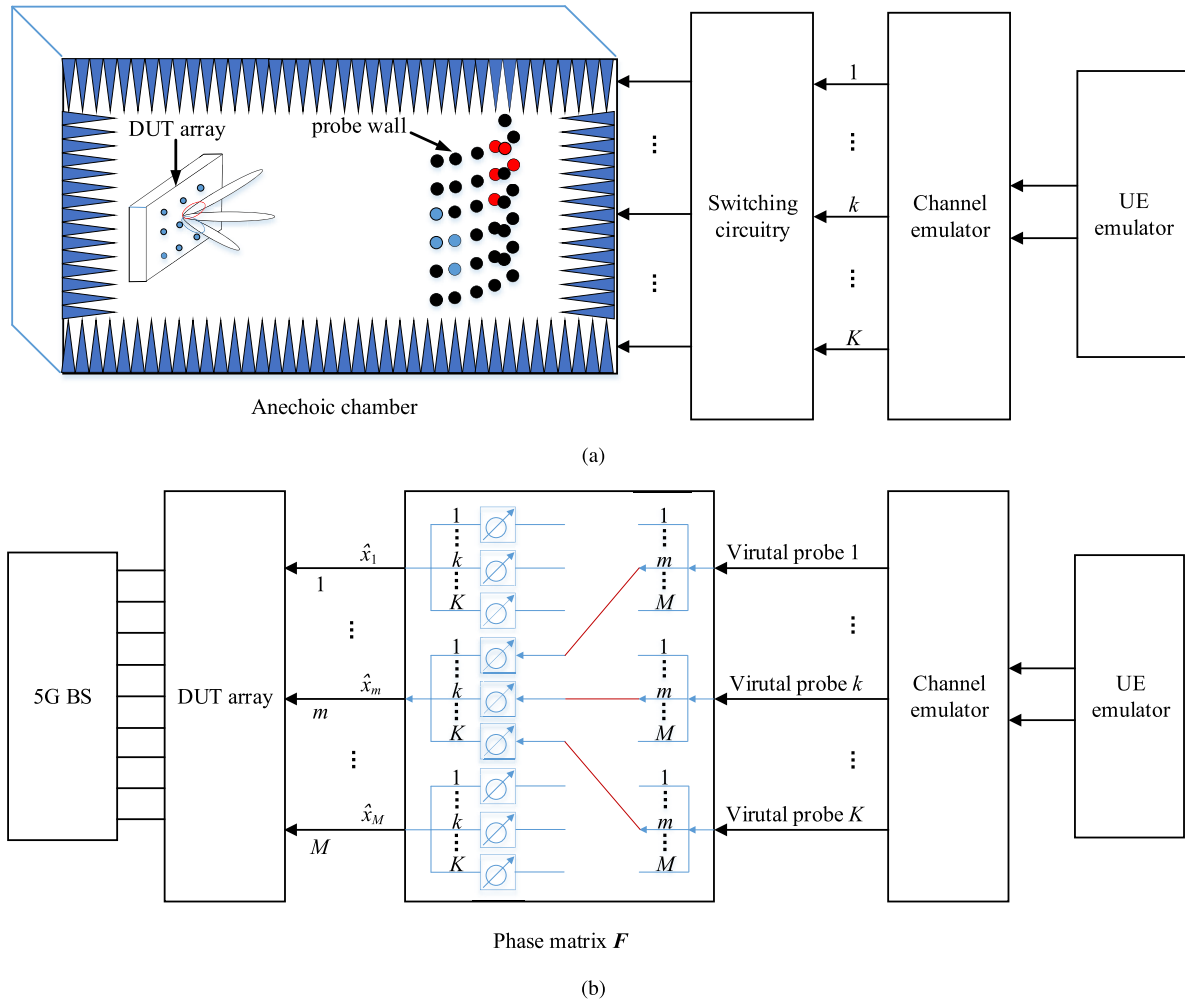 DUT array
probe wall
Anechoic chamber
Switching
circuitry
1
...
k
...
K
...
...
Channel
emulator
UE
emulator
(a)
5G BS
DUT array
x̂1
1
...
x̂m
m
...
x̂M
M
1
...
k
...
K
1
...
k
...
K
1
...
k
...
K
1
...
m
...
M
1
...
m
...
M
1
...
m
...
M
Virutal probe 1
...
Virutal probe k
...
Virutal probe K
Channel
emulator
UE
emulator
Phase matrix F
(b)